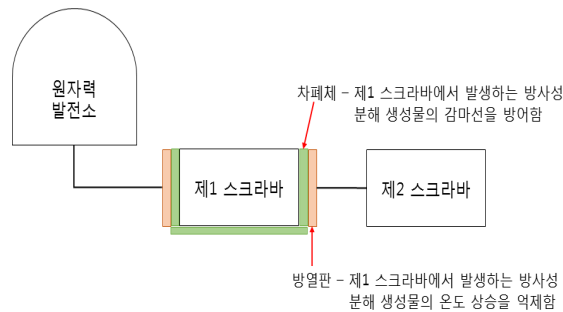 원자력
발전소
차폐체 – 제1 스크라바에서 발생하는 방사성
분해 생성물의 감마선을 방어함
제1 스크라바
제2 스크라바
방열판 – 제1 스크라바에서 발생하는 방사성
분해 생성물의 온도 상승을 억제함